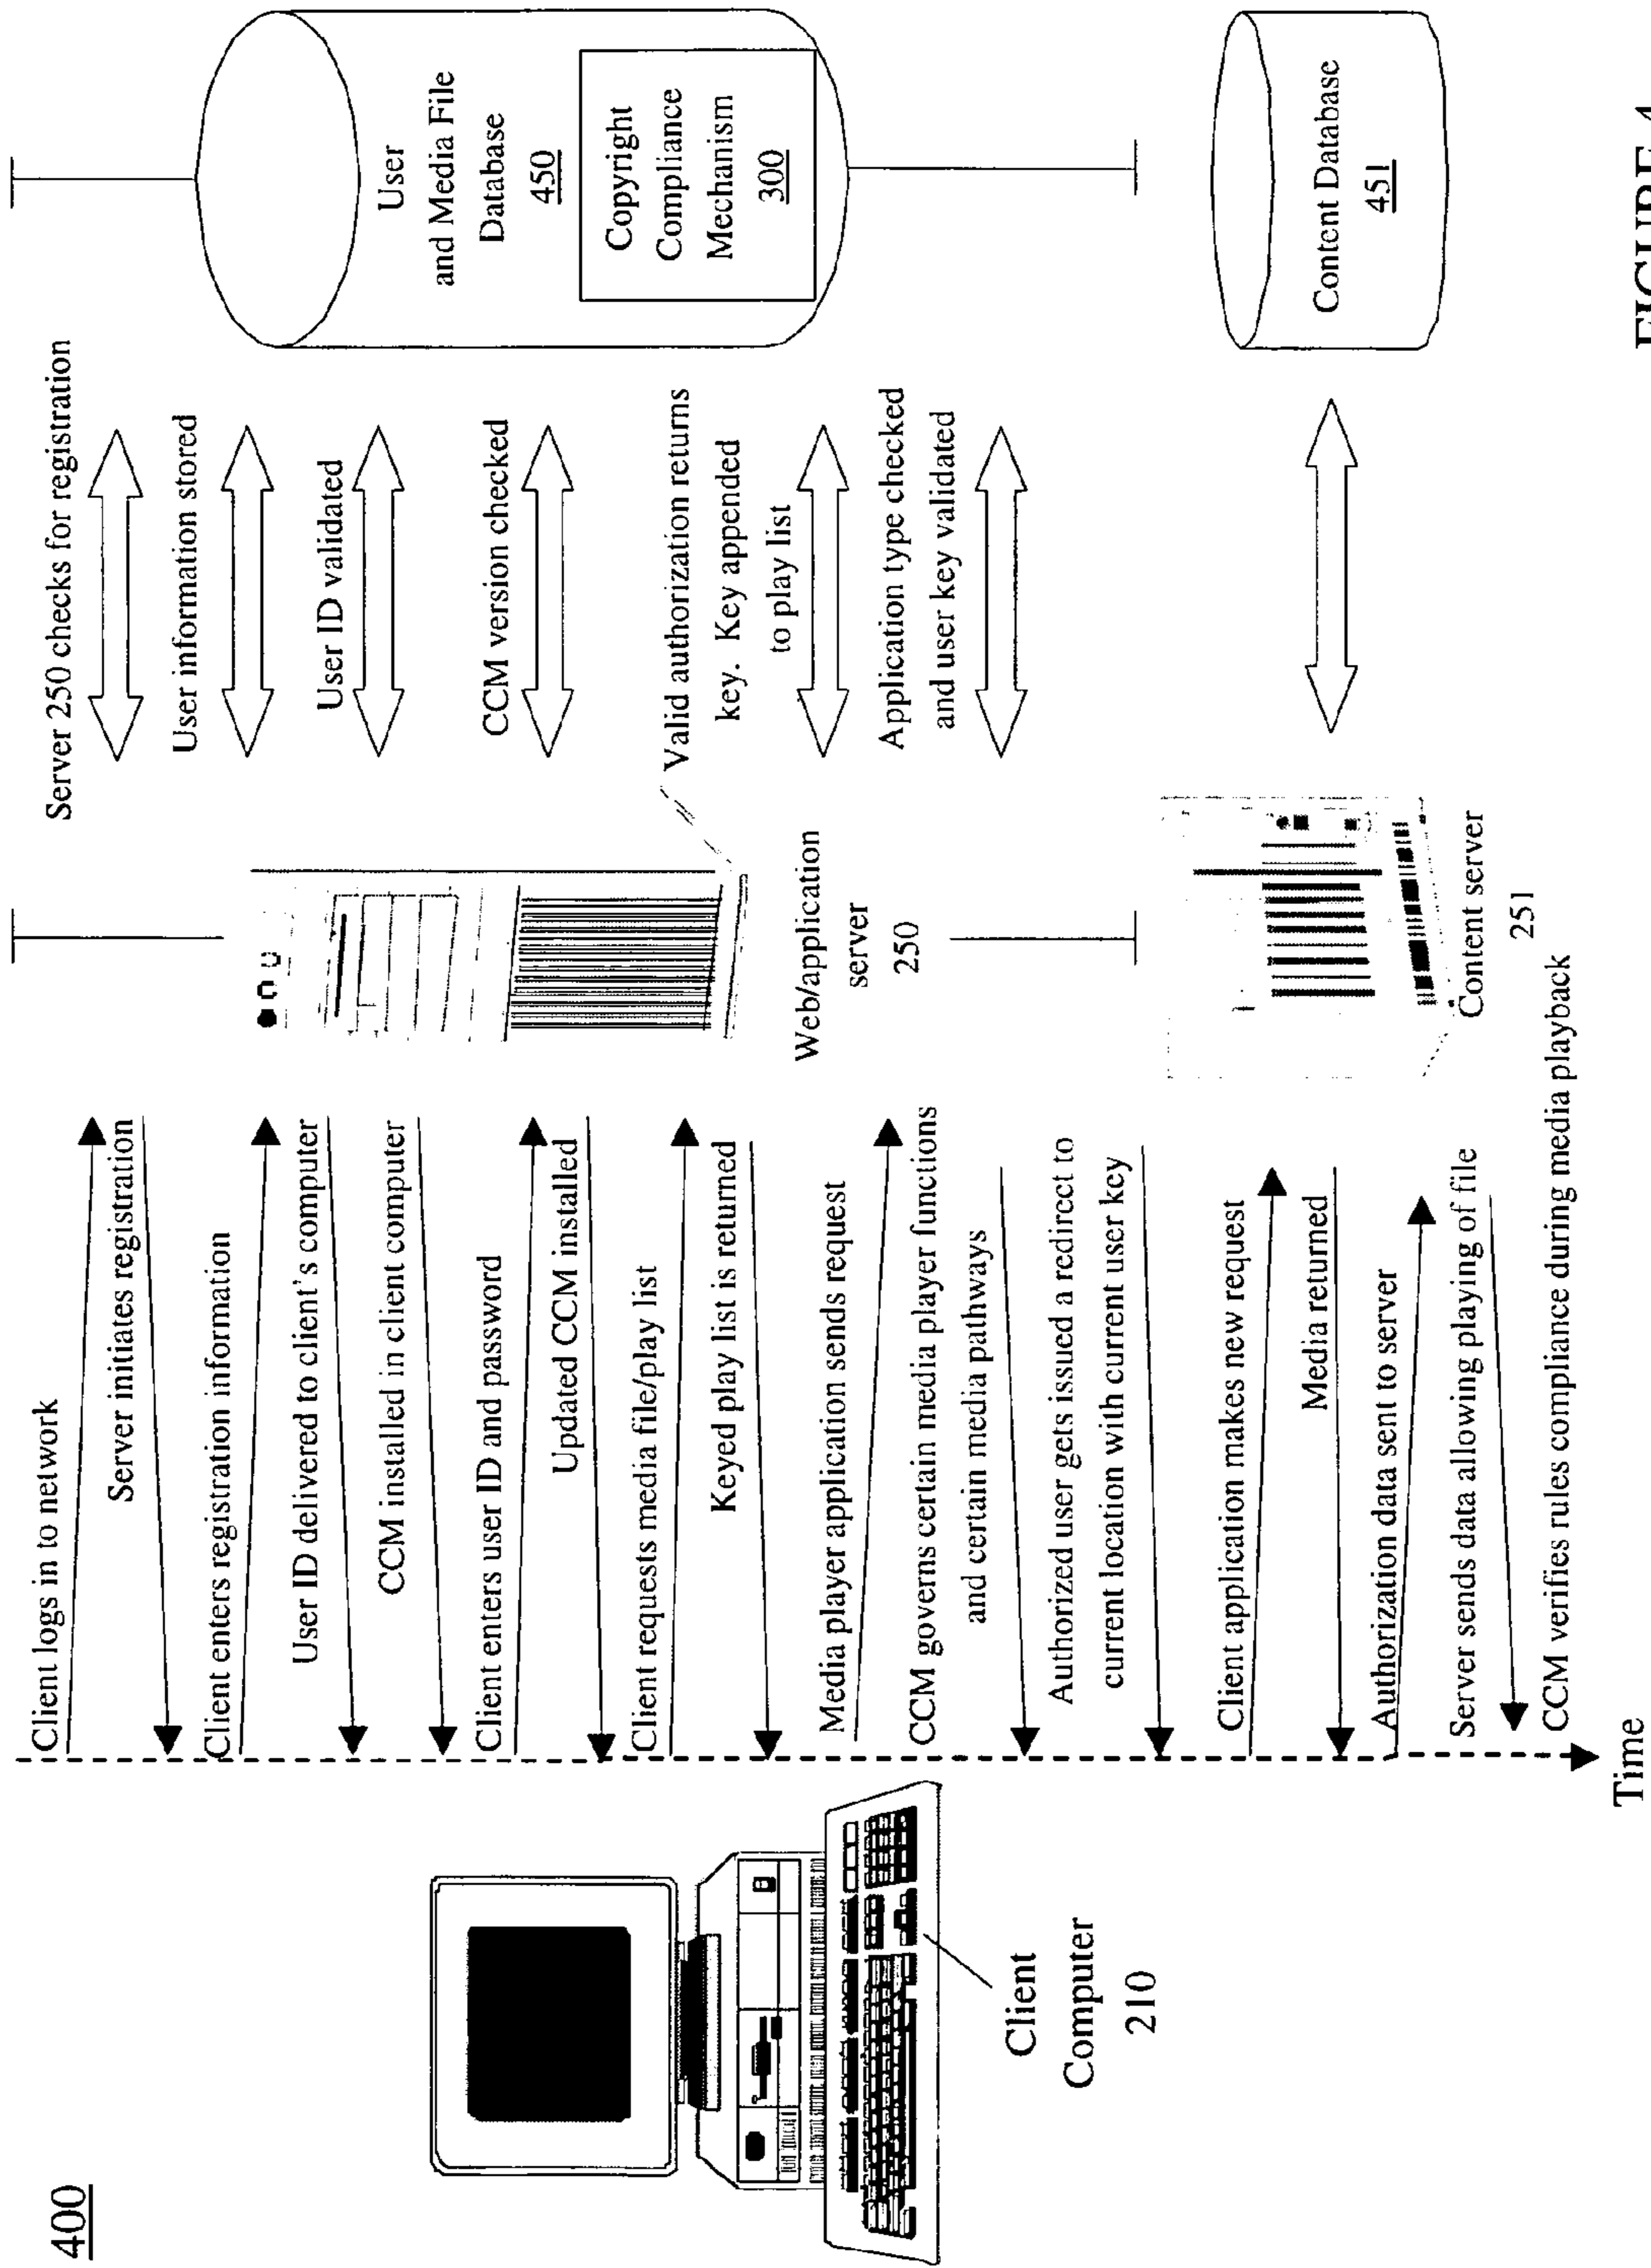 400
Client
Computer
210
Client logs in to network
Server initiates registration
Client enters registration information
User ID delivered to client's computer
CCM installed in client computer
Client enters user ID and password
Updated CCM installed
Client requests media file/play list
Keyed play list is returned
Media player application sends request
CCM governs certain media player functions
and certain media pathways
Authorized user gets issued a redirect to
current location with current user key
Client application makes new request
Media returned
Authorization data sent to server
Server sends data allowing playing of file
CCM verifies rules compliance during media playback
Time
Web/application
server
250
Content server
251
Server 250 checks for registration
User information stored
User ID validated
CCM version checked
Valid authorization returns
key. Key appended
to play list
Application type checked
and user key validated
User
and Media File
Database
450
Copyright
Compliance
Mechanism
300
Content Database
451
FIGURE 4